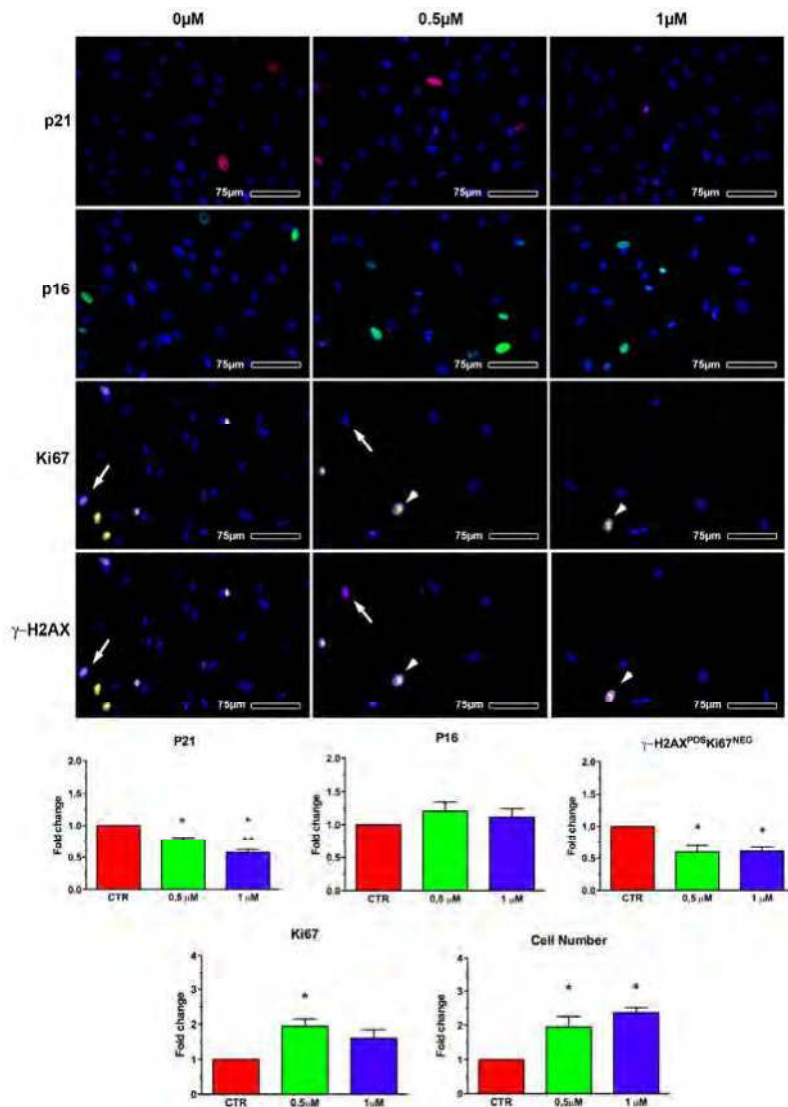 0µM 0.5µM 1µM
p21
75µm 75µm 75µm
p16
75µm 75µm 75µm
Ki67
75µm 75µm 75µm
γ-H2AX
75µm 75µm 75µm
P21 P16 γ-H2AXPOSKi67NEG
Fold change
2.0
1.5
1.0
0.5
0.0
* *
**
CTR 0,5 µM 1 µM
Fold change
2.0
1.5
1.0
0.5
0.0
CTR 0,5 µM 1 µM
Fold change
2.0
1.5
1.0
0.5
0.0
* *
CTR 0,5 µM 1 µM
Ki67 Cell Number
Fold change
4
2
1
0
*
CTR 0.5µM 1µM
Fold change
4
3
2
1
0
* *
CTR 0.5µM 1µM